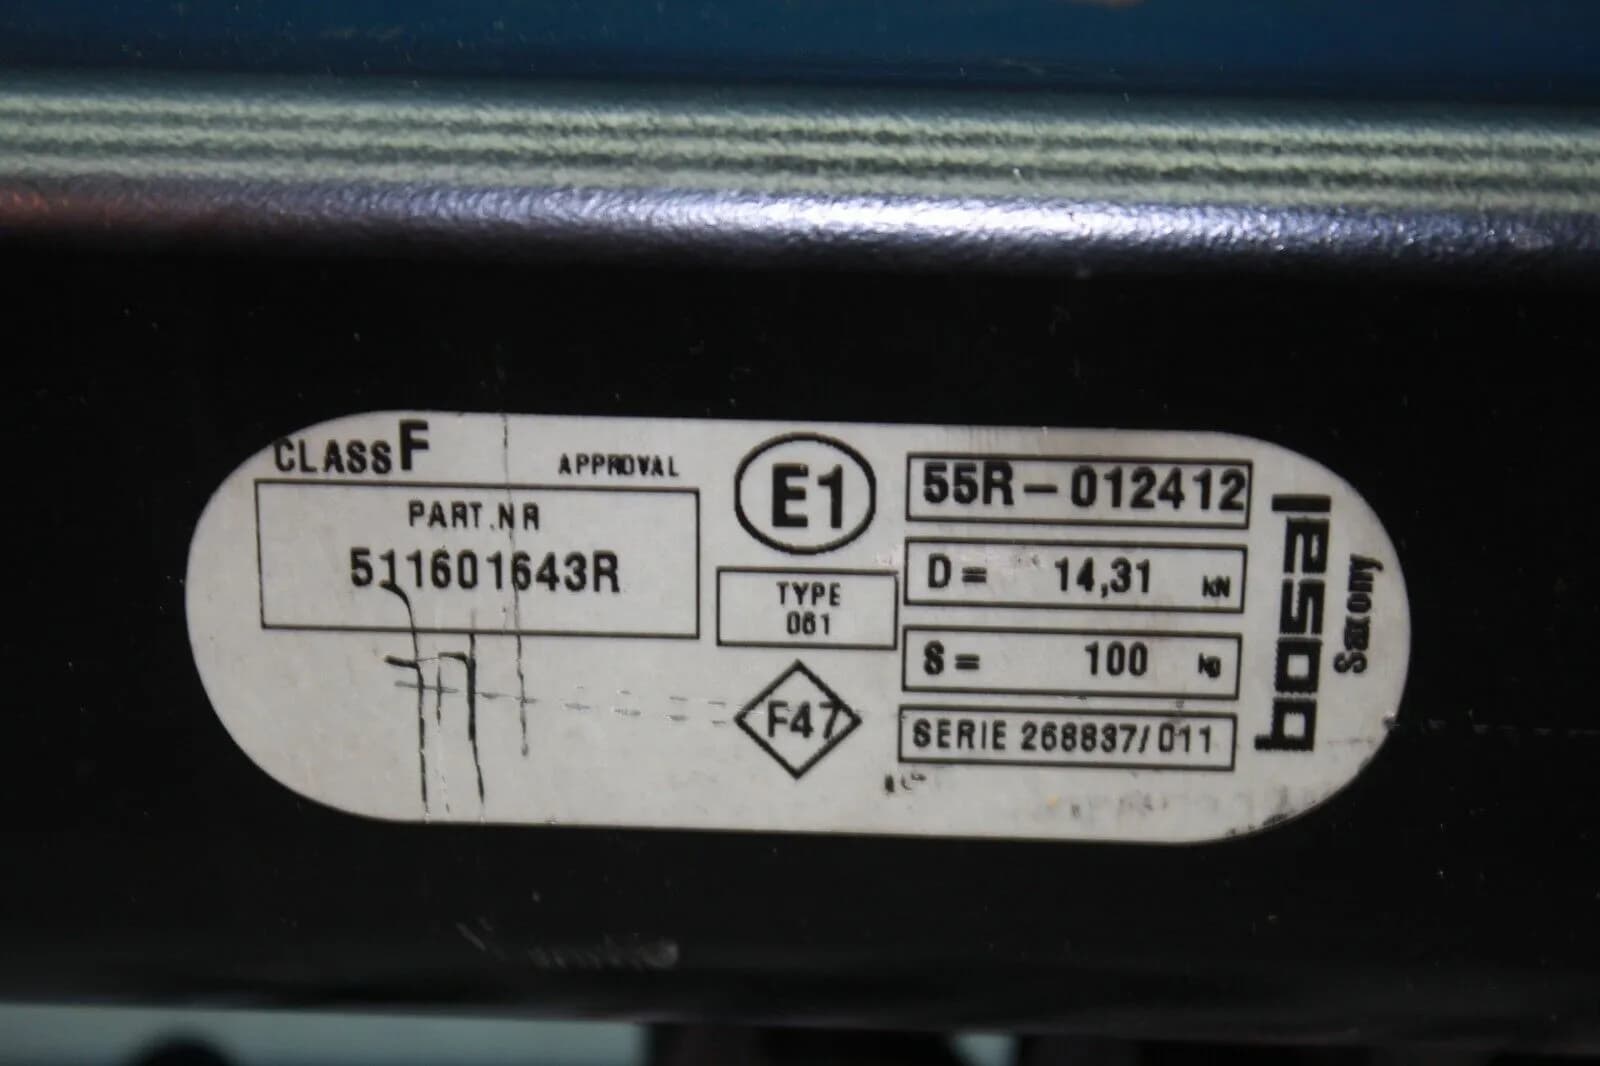 CLASS F
APPROVAL
PART.NR
511601643R
E1
TYPE
061
F47
55R-012412
D= 14,31 kN
S= 100 kg
SERIE 268837/011
bosal
Saxony